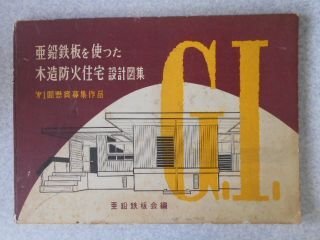 亜鉛鉄板を使つた
木造防火住宅 設計図集
第1回懸賞募集作品
G.I.
亜鉛鉄板会編